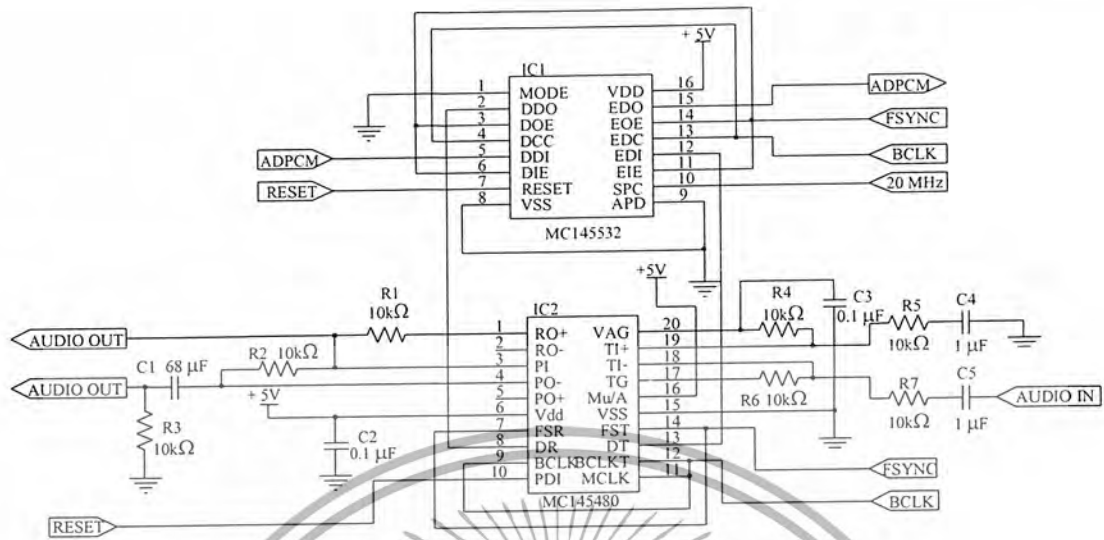 + 5V
IC1
1 MODE VDD 16
2 DDO EDO 15
3 DOE EOE 14
4 DCC EDC 13
5 DDI EDI 12
6 DIE EIE 11
7 RESET SPC 10
8 VSS APD 9
MC145532
ADPCM
RESET
ADPCM
FSYNC
BCLK
20 MHz
+5V
IC2
1 RO+ VAG 20
2 RO- TI+ 19
3 PI TI- 18
4 PO- TG 17
5 PO+ Mu/A 16
6 Vdd VSS 15
7 FSR FST 14
8 DR DT 13
9 BCLK BCLKT 12
10 PDI MCLK 11
MC145480
R1
10kΩ
AUDIO OUT
R2 10kΩ
C1 68 µF
AUDIO OUT
+ 5V
R3
10kΩ
C2
0.1 µF
RESET
R4
10kΩ
C3
0.1 µF
R5
10kΩ
C4
1 µF
R6 10kΩ
R7
10kΩ
C5
1 µF
AUDIO IN
FSYNC
BCLK